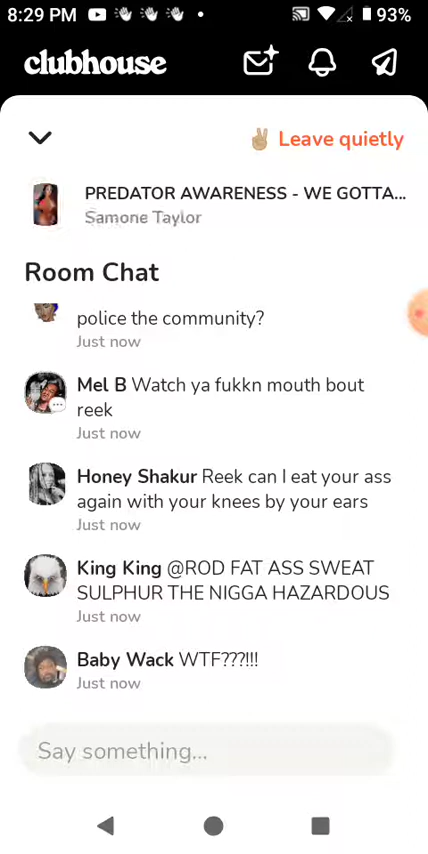 8:29 PM 93%
clubhouse
Leave quietly
PREDATOR AWARENESS - WE GOTTA...
Samone Taylor
Room Chat
police the community?
Just now
Mel B Watch ya fukkn mouth bout
reek
Just now
Honey Shakur Reek can I eat your ass
again with your knees by your ears
Just now
King King @ROD FAT ASS SWEAT
SULPHUR THE NIGGA HAZARDOUS
Just now
Baby Wack WTF???!!!
Just now
Say something...